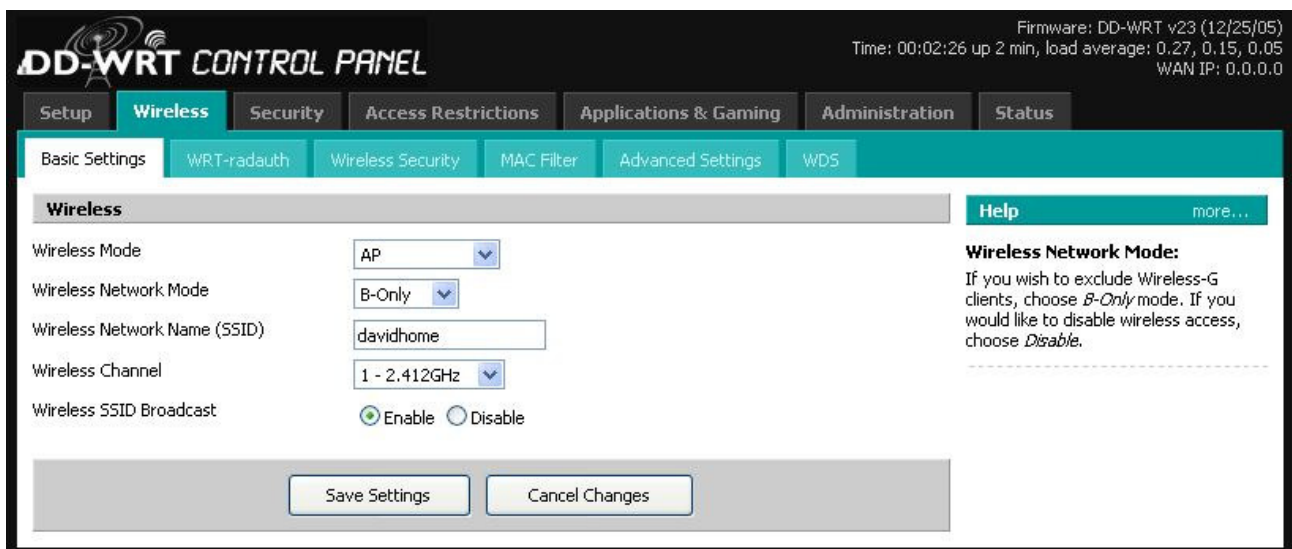 DD-WRT CONTROL PANEL
Firmware: DD-WRT v23 (12/25/05)
Time: 00:02:26 up 2 min, load average: 0.27, 0.15, 0.05
WAN IP: 0.0.0.0
Setup Wireless Security Access Restrictions Applications & Gaming Administration Status
Basic Settings WRT-radauth Wireless Security MAC Filter Advanced Settings WDS
Wireless
Wireless Mode AP
Wireless Network Mode B-Only
Wireless Network Name (SSID) davidhome
Wireless Channel 1 - 2.412GHz
Wireless SSID Broadcast Enable Disable
Save Settings Cancel Changes
Help more...
Wireless Network Mode:
If you wish to exclude Wireless-G
clients, choose B-Only mode. If you
would like to disable wireless access,
choose Disable.